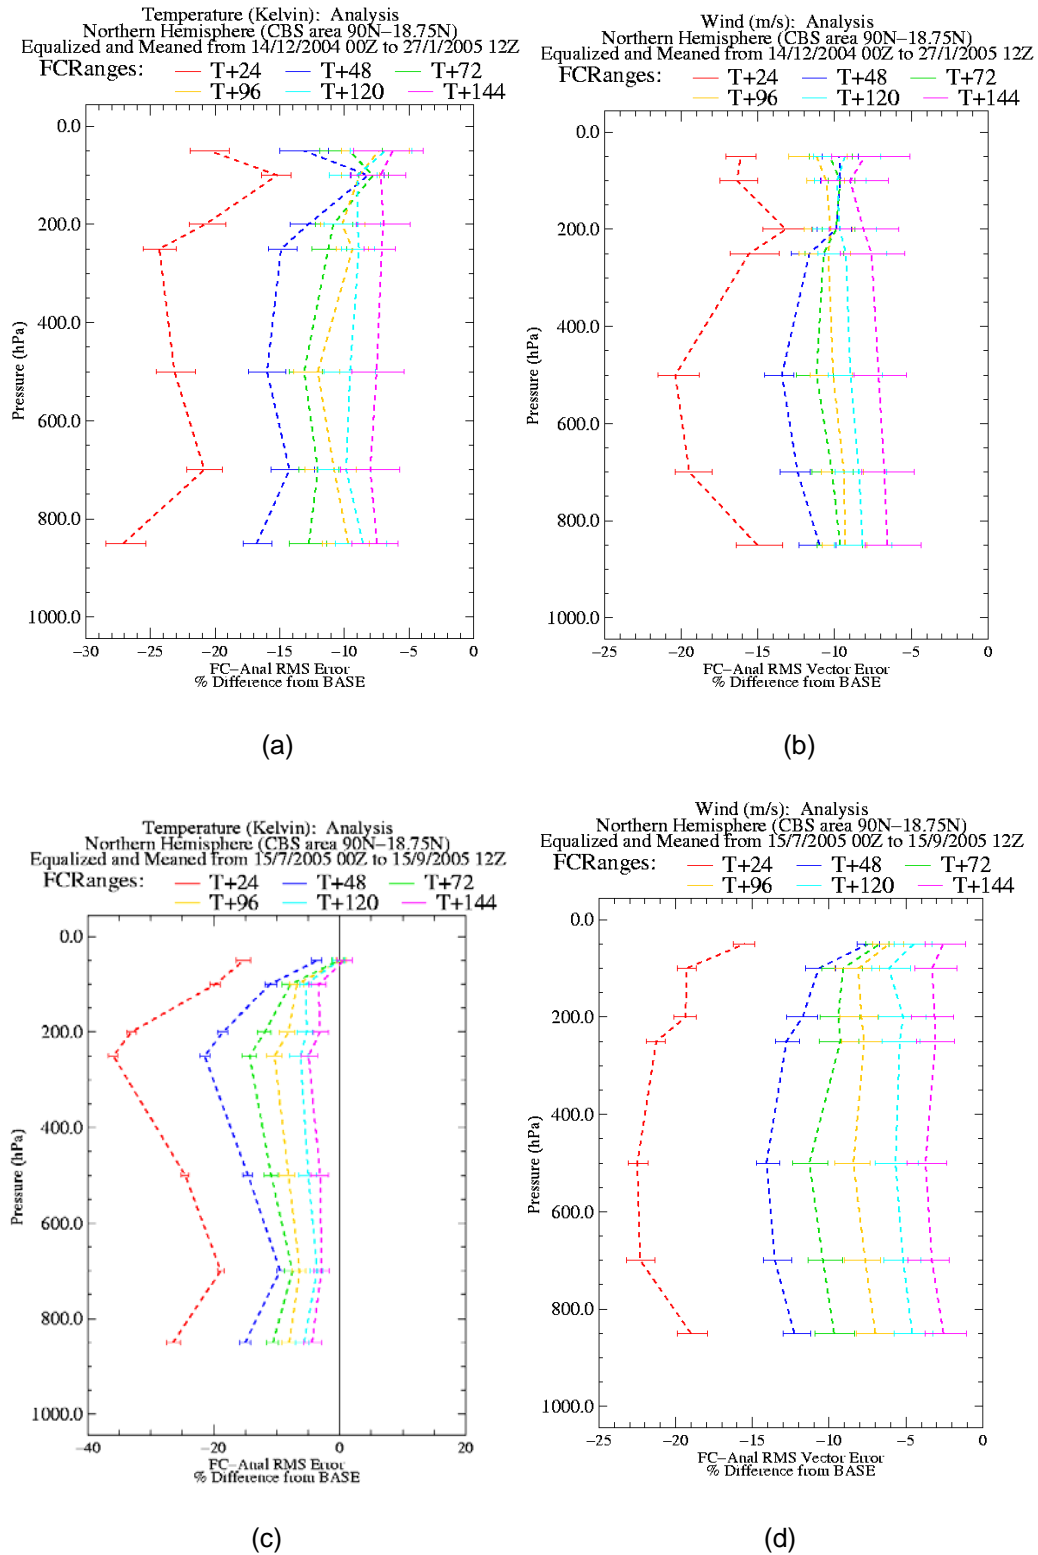 Temperature (Kelvin): Analysis
Northern Hemisphere (CBS area 90N−18.75N)
Equalized and Meaned from 14/12/2004 00Z to 27/1/2005 12Z
FCRanges: T+24 T+48 T+72
T+96 T+120 T+144
0.0
200.0
400.0
600.0
800.0
1000.0
Pressure (hPa)
−30 −25 −20 −15 −10 −5 0
FC−Anal RMS Error
% Difference from BASE
(a)
Wind (m/s): Analysis
Northern Hemisphere (CBS area 90N−18.75N)
Equalized and Meaned from 14/12/2004 00Z to 27/1/2005 12Z
FCRanges: T+24 T+48 T+72
T+96 T+120 T+144
0.0
200.0
400.0
600.0
800.0
1000.0
Pressure (hPa)
−25 −20 −15 −10 −5 0
FC−Anal RMS Vector Error
% Difference from BASE
(b)
Temperature (Kelvin): Analysis
Northern Hemisphere (CBS area 90N−18.75N)
Equalized and Meaned from 15/7/2005 00Z to 15/9/2005 12Z
FCRanges: T+24 T+48 T+72
T+96 T+120 T+144
0.0
200.0
400.0
600.0
800.0
1000.0
Pressure (hPa)
−40 −20 0 20
FC−Anal RMS Error
% Difference from BASE
(c)
Wind (m/s): Analysis
Northern Hemisphere (CBS area 90N−18.75N)
Equalized and Meaned from 15/7/2005 00Z to 15/9/2005 12Z
FCRanges: T+24 T+48 T+72
T+96 T+120 T+144
0.0
200.0
400.0
600.0
800.0
1000.0
Pressure (hPa)
−25 −20 −15 −10 −5 0
FC−Anal RMS Vector Error
% Difference from BASE
(d)